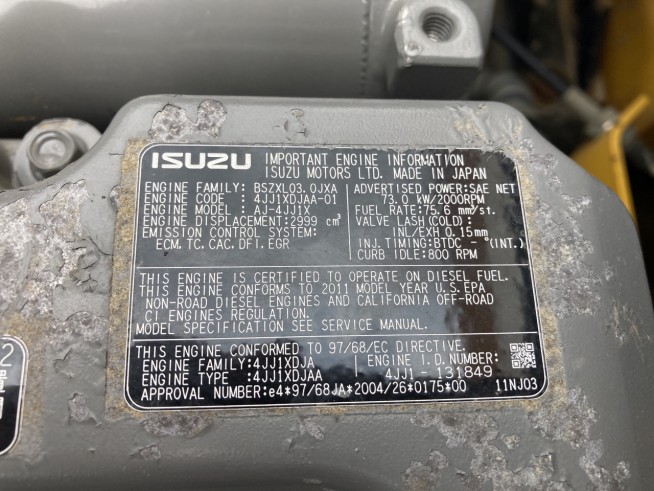 ISUZU IMPORTANT ENGINE INFORMATION
ISUZU MOTORS LTD. MADE IN JAPAN
ENGINE FAMILY: BSZXL03.0JXA
ENGINE CODE : 4JJ1XDJAA-01
ENGINE MODEL: AJ-4JJ1X
ENGINE DISPLACEMENT: 2999 cm³
EMISSION CONTROL SYSTEM:
ECM, TC, CAC, DFI, EGR
ADVERTISED POWER:SAE NET
73.0 kW/2000RPM
FUEL RATE:75.6 mm³/st.
VALVE LASH (COLD):
INL/EXH 0.15mm
INJ. TIMING:BTDC - °(INT.)
CURB IDLE:800 RPM
THIS ENGINE IS CERTIFIED TO OPERATE ON DIESEL FUEL.
THIS ENGINE CONFORMS TO 2011 MODEL YEAR U.S.EPA
NON-ROAD DIESEL ENGINES AND CALIFORNIA OFF-ROAD
CI ENGINES REGULATION.
MODEL SPECIFICATION SEE SERVICE MANUAL.
THIS ENGINE CONFORMED TO 97/68/EC DIRECTIVE.
ENGINE FAMILY:4JJ1XDJA ENGINE I.D.NUMBER:
ENGINE TYPE :4JJ1XDJAA 4JJ1 - 131849
APPROVAL NUMBER:e4*97/68JA*2004/26*0175*00 11NJ03
2